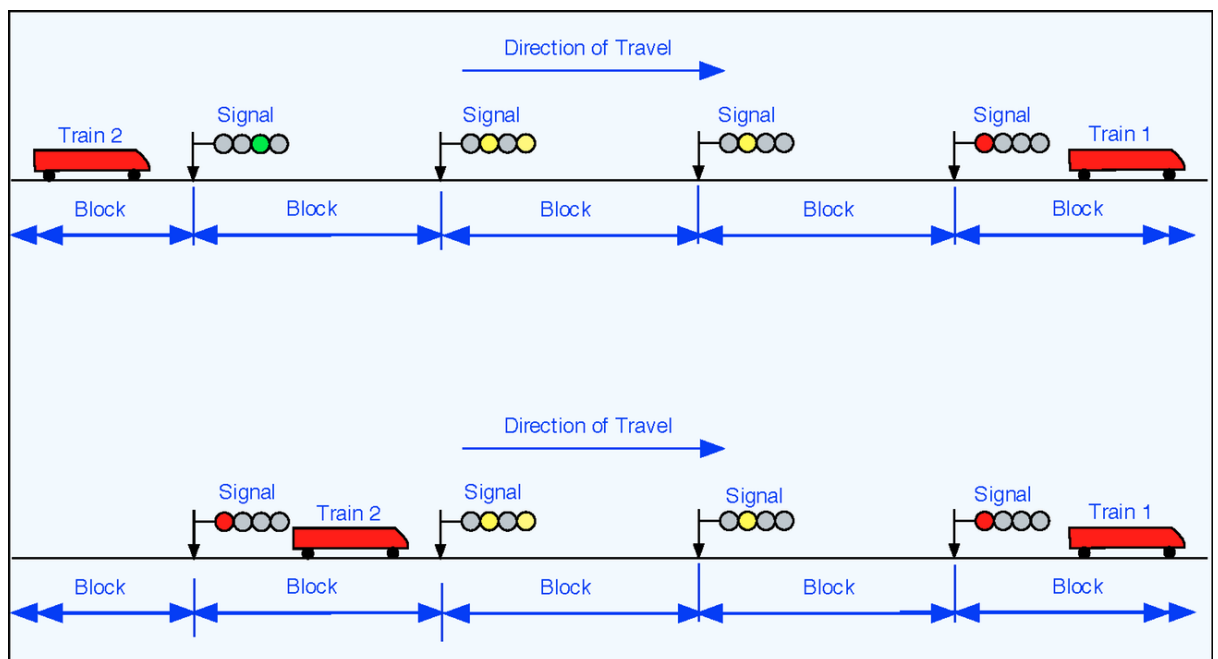 Direction of Travel
Signal Signal Signal Signal
Train 2 Train 1
Block Block Block Block Block
Direction of Travel
Signal Signal Signal Signal
Train 2 Train 1
Block Block Block Block Block